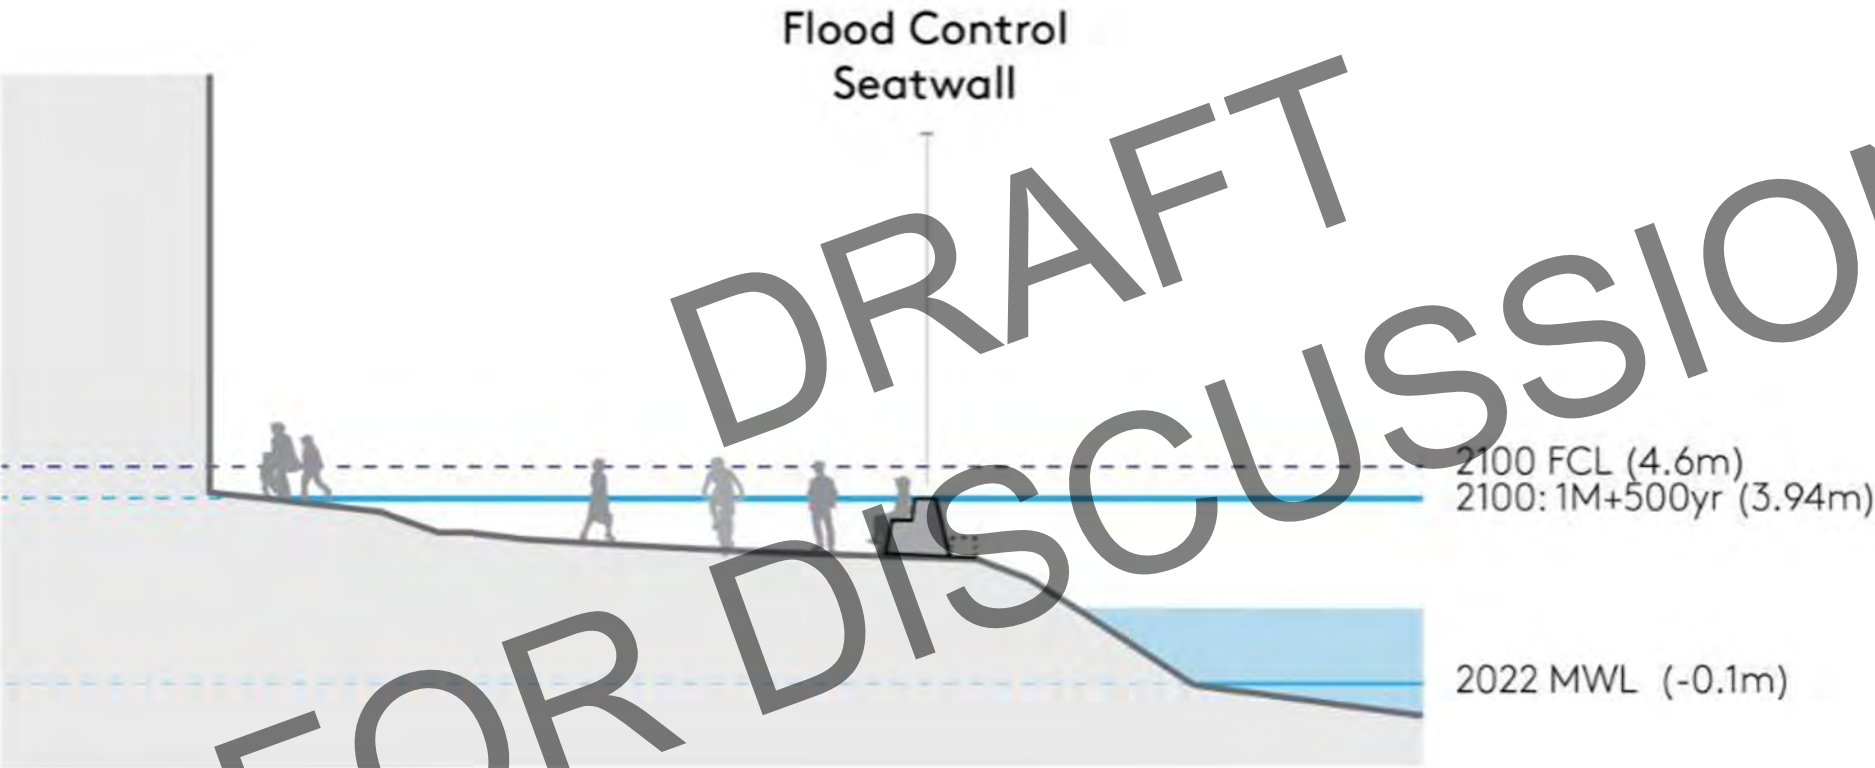 Flood Control
Seatwall
DRAFT
FOR DISCUSSION
2100 FCL (4.6m)
2100: 1M+500yr (3.94m)
2022 MWL (-0.1m)